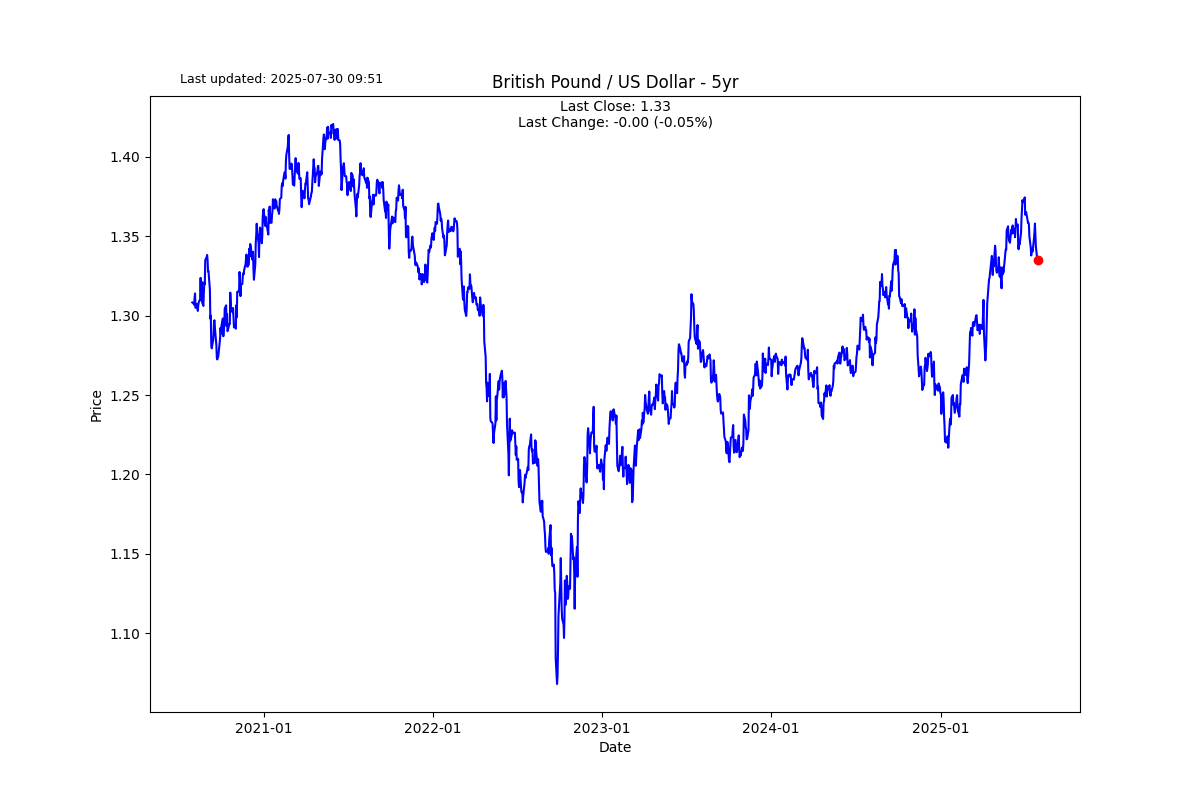 Last updated: 2025-07-30 09:51
British Pound / US Dollar - 5yr
Last Close: 1.33
Last Change: -0.00 (-0.05%)
1.40
1.35
1.30
1.25
1.20
1.15
1.10
Price
2021-01 2022-01 2023-01 2024-01 2025-01
Date